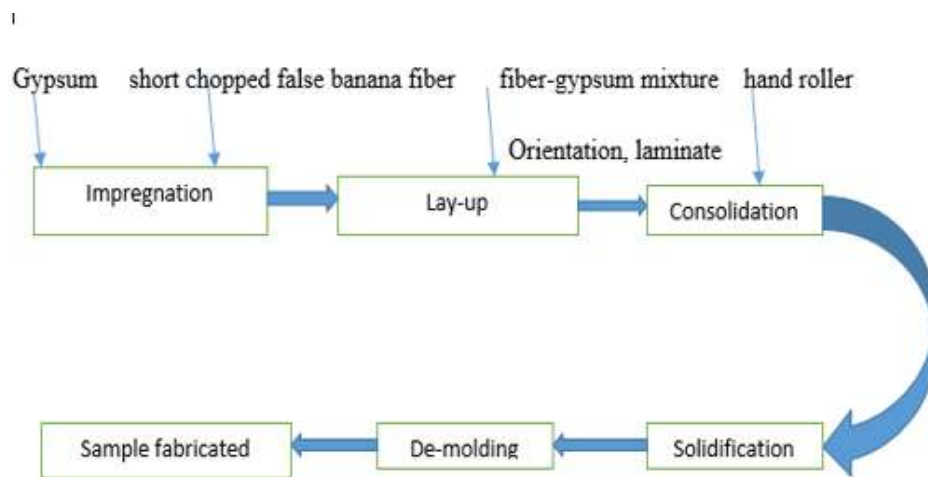 Gypsum short chopped false banana fiber fiber-gypsum mixture hand roller
Orientation, laminate
Impregnation
Lay-up
Consolidation
Sample fabricated
De-molding
Solidification